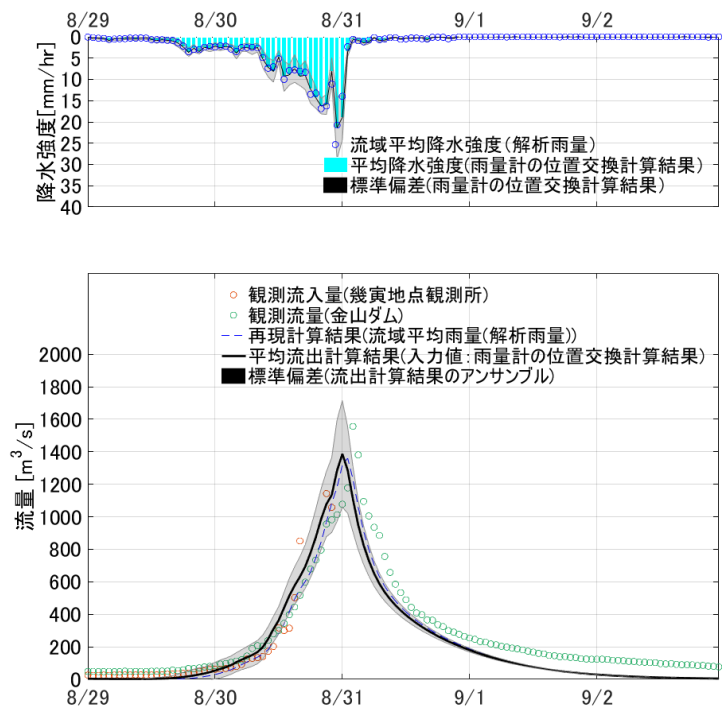 8/29 8/30 8/31 9/1 9/2
0
5
10
15
20
25
30
35
40
降水強度[mm/hr]
流域平均降水強度(解析雨量)
平均降水強度(雨量計の位置交換計算結果)
標準偏差(雨量計の位置交換計算結果)
観測流入量(幾寅地点観測所)
観測流量(金山ダム)
再現計算結果(流域平均雨量(解析雨量))
平均流出計算結果(入力値:雨量計の位置交換計算結果)
標準偏差(流出計算結果のアンサンブル)
2000
1800
1600
1400
1200
1000
800
600
400
200
0
流量 [m³/s]
8/29 8/30 8/31 9/1 9/2